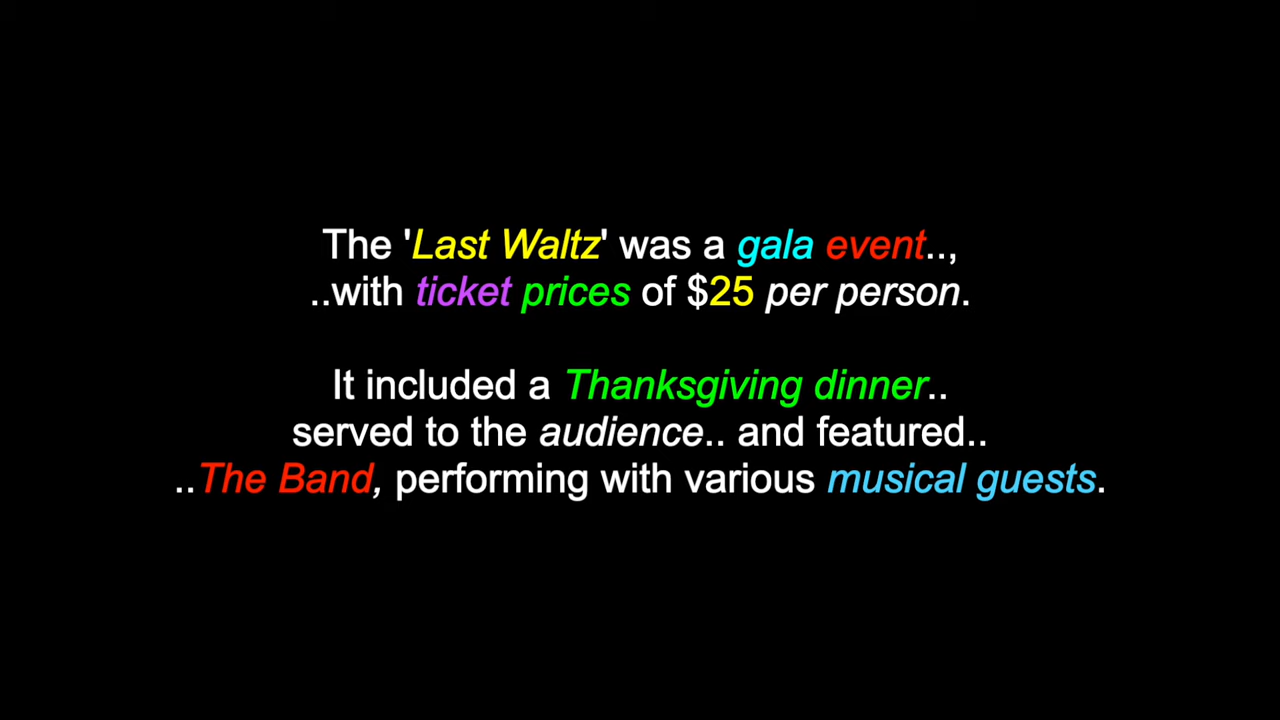 The 'Last Waltz' was a gala event..,
..with ticket prices of $25 per person.
It included a Thanksgiving dinner..
served to the audience.. and featured..
..The Band, performing with various musical guests.